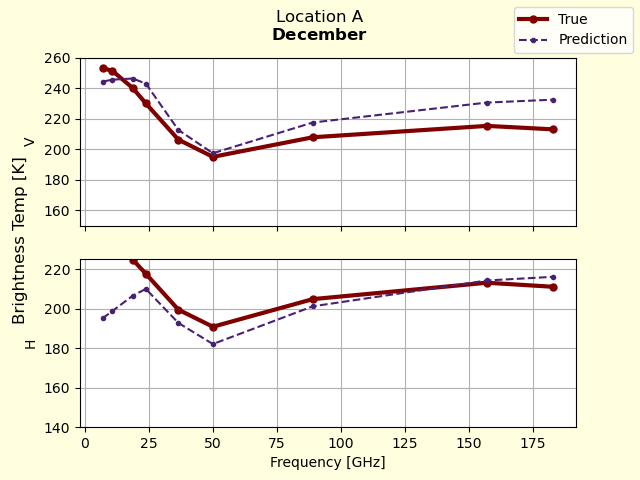 Location A
December
True
Prediction
Brightness Temp [K]
V
260
240
220
200
180
160
H
220
200
180
160
140
0
25
50
75
100
125
150
175
Frequency [GHz]